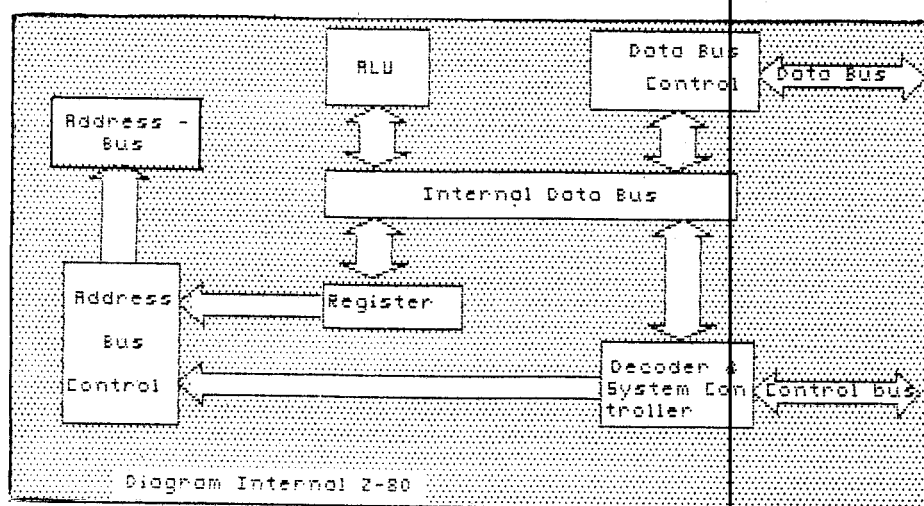 ALU
Data Bus
Control
Data Bus
Address -
Bus
Internal Data Bus
Address
Bus
Control
Register
Decoder &
System Con
troller
Control bus
Diagram Internal Z-80